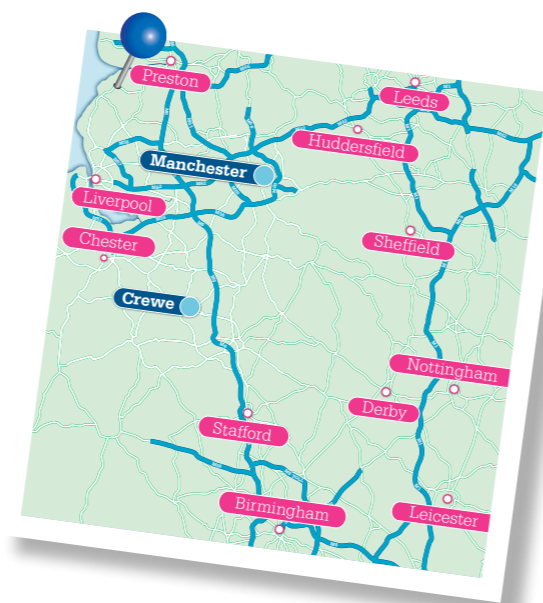 Preston
Leeds
Huddersfield
Manchester
Liverpool
Sheffield
Chester
Crewe
Nottingham
Derby
Stafford
Birmingham
Leicester